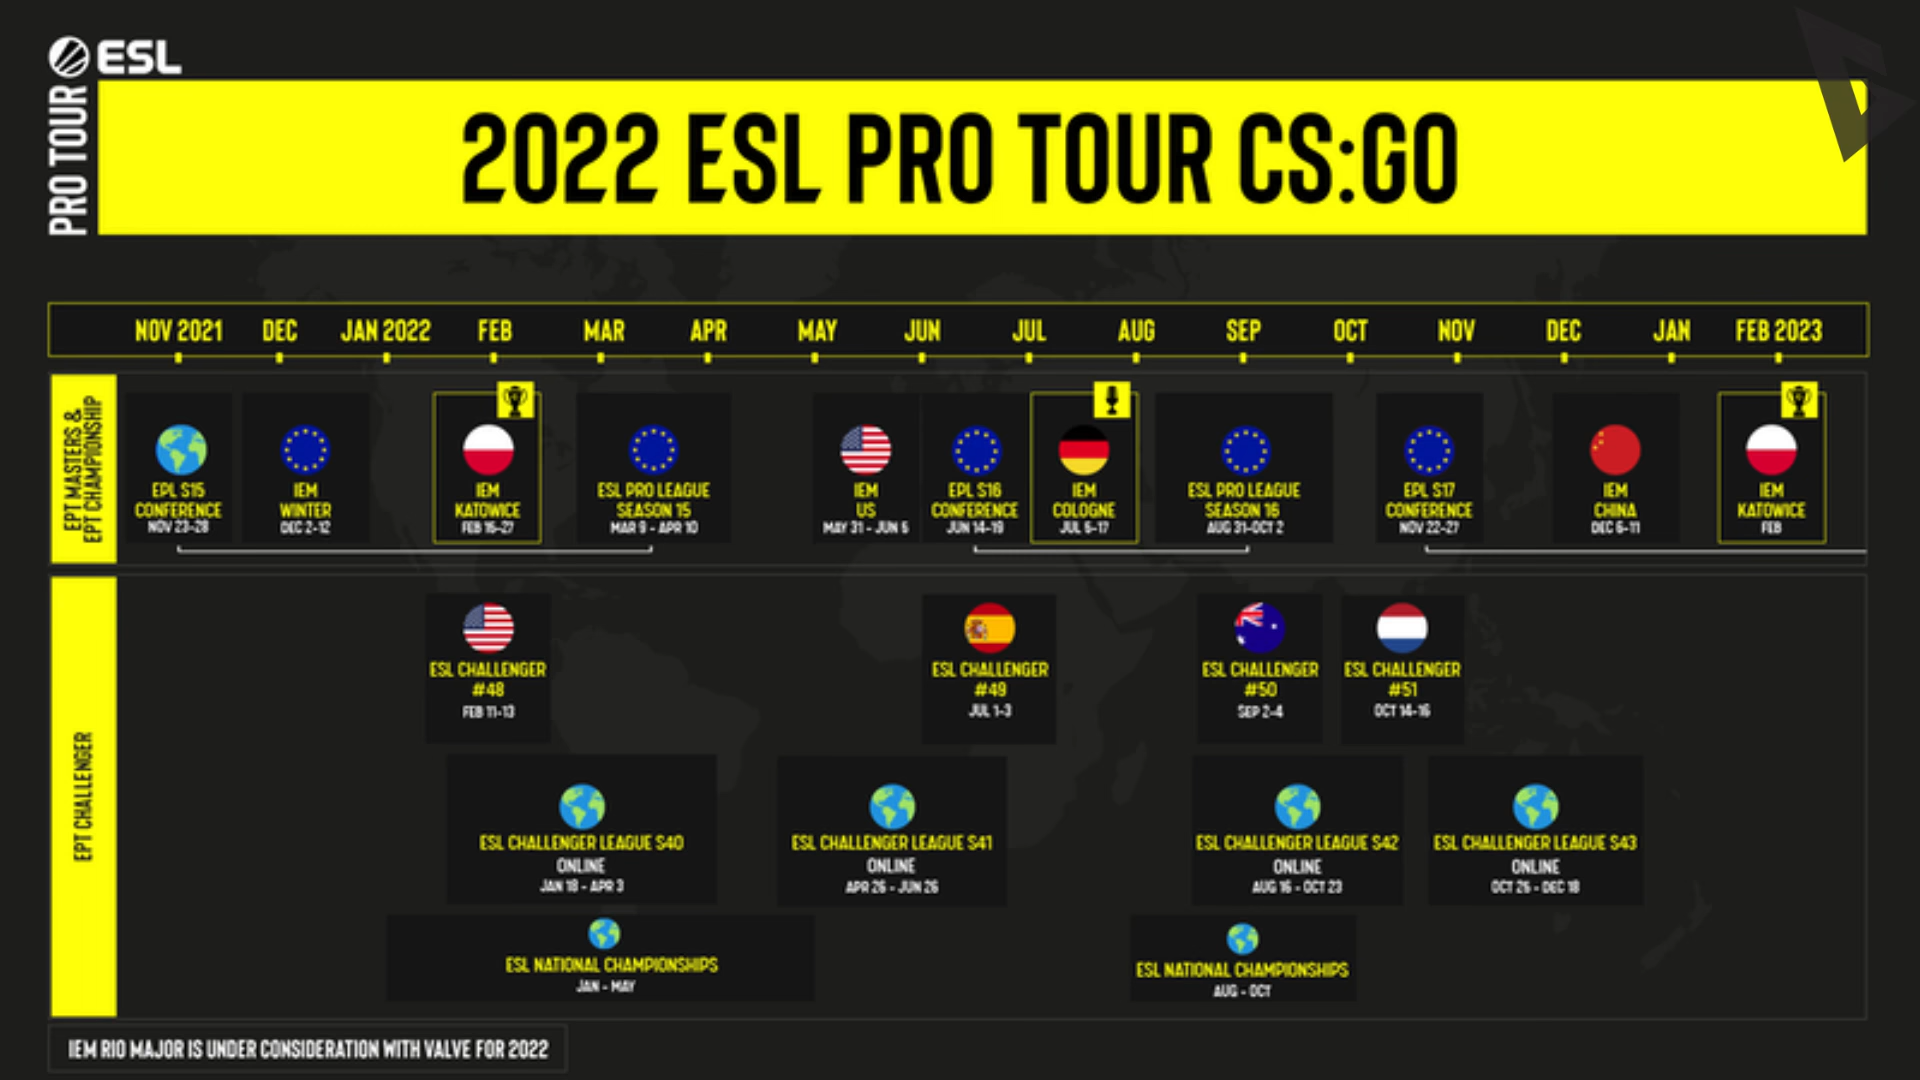 ESL
PRO TOUR
2022 ESL PRO TOUR CS:GO
NOV 2021 DEC JAN 2022 FEB MAR APR MAY JUN JUL AUG SEP OCT NOV DEC JAN FEB 2023
EPT MASTERS &
EPT CHAMPIONSHIP
EPL S15
CONFERENCE
NOV 23-28
IEM
WINTER
DEC 2-12
IEM
KATOWICE
FEB 15-27
ESL PRO LEAGUE
SEASON 15
MAR 9 - APR 10
IEM
US
MAY 31 - JUN 5
EPL S16
CONFERENCE
JUN 14-19
IEM
COLOGNE
JUL 5-17
ESL PRO LEAGUE
SEASON 16
AUG 31-OCT 2
EPL S17
CONFERENCE
NOV 22-27
IEM
CHINA
DEC 6-11
IEM
KATOWICE
FEB
EPT CHALLENGER
ESL CHALLENGER
#48
FEB 11-13
ESL CHALLENGER
#49
JUL 1-3
ESL CHALLENGER
#50
SEP 2-4
ESL CHALLENGER
#51
OCT 14-16
ESL CHALLENGER LEAGUE S40
ONLINE
JAN 18 - APR 3
ESL CHALLENGER LEAGUE S41
ONLINE
APR 26 - JUN 26
ESL CHALLENGER LEAGUE S42
ONLINE
AUG 16 - OCT 23
ESL CHALLENGER LEAGUE S43
ONLINE
OCT 25 - DEC 18
ESL NATIONAL CHAMPIONSHIPS
JAN - MAY
ESL NATIONAL CHAMPIONSHIPS
AUG - OCT
IEM RIO MAJOR IS UNDER CONSIDERATION WITH VALVE FOR 2022